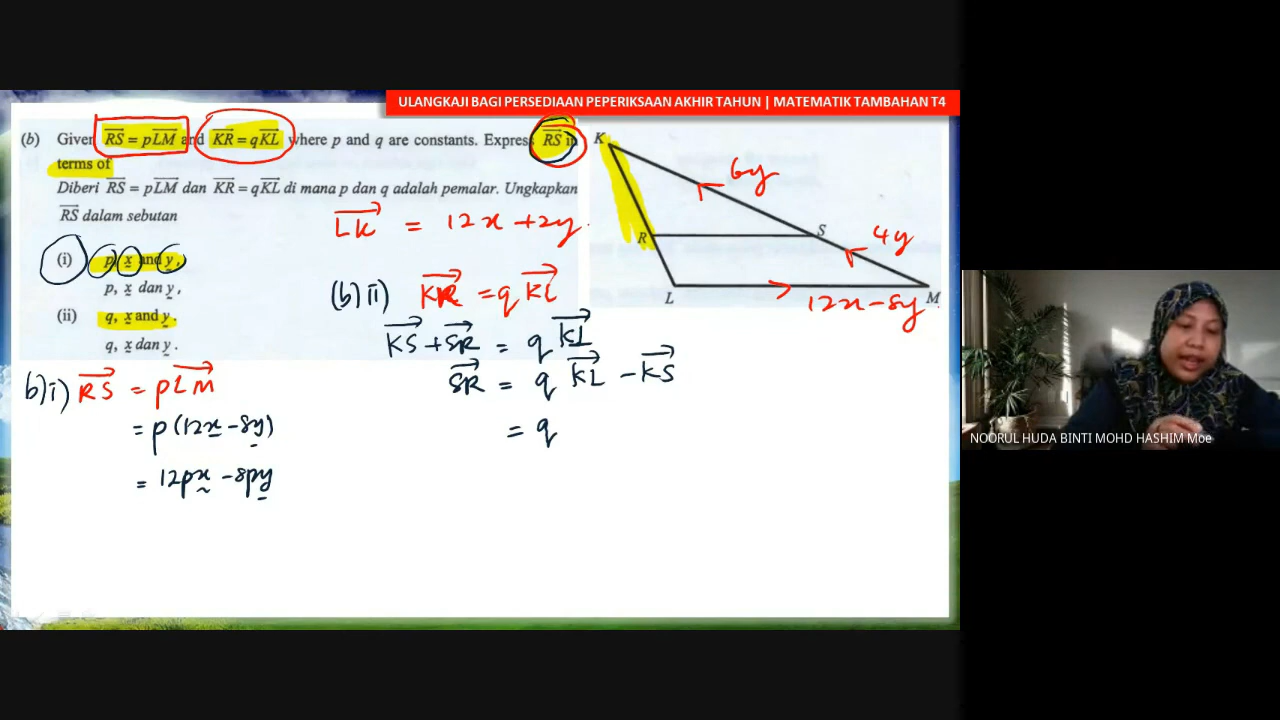 ULANGKAJI BAGI PERSEDIAAN PEPERIKSAAN AKHIR TAHUN | MATEMATIK TAMBAHAN T4
(b) Given RS = pLM and KR = qKL where p and q are constants. Express RS in
terms of
Diberi RS = pLM dan KR = qKL di mana p dan q adalah pemalar. Ungkapkan
RS dalam sebutan
(i) p, x and y,
p, x dan y,
(ii) q, x and y.
q, x dan y.
LK = 12x + 2y
K
6y
S
4y
R
L
12x - 8y
M
(b) ii) KR = q KL
KS + SR = q KL
SR = q KL - KS
= q
b) i) RS = p LM
= p (12x - 8y)
= 12px - 8py
NOORUL HUDA BINTI MOHD HASHIM Moe